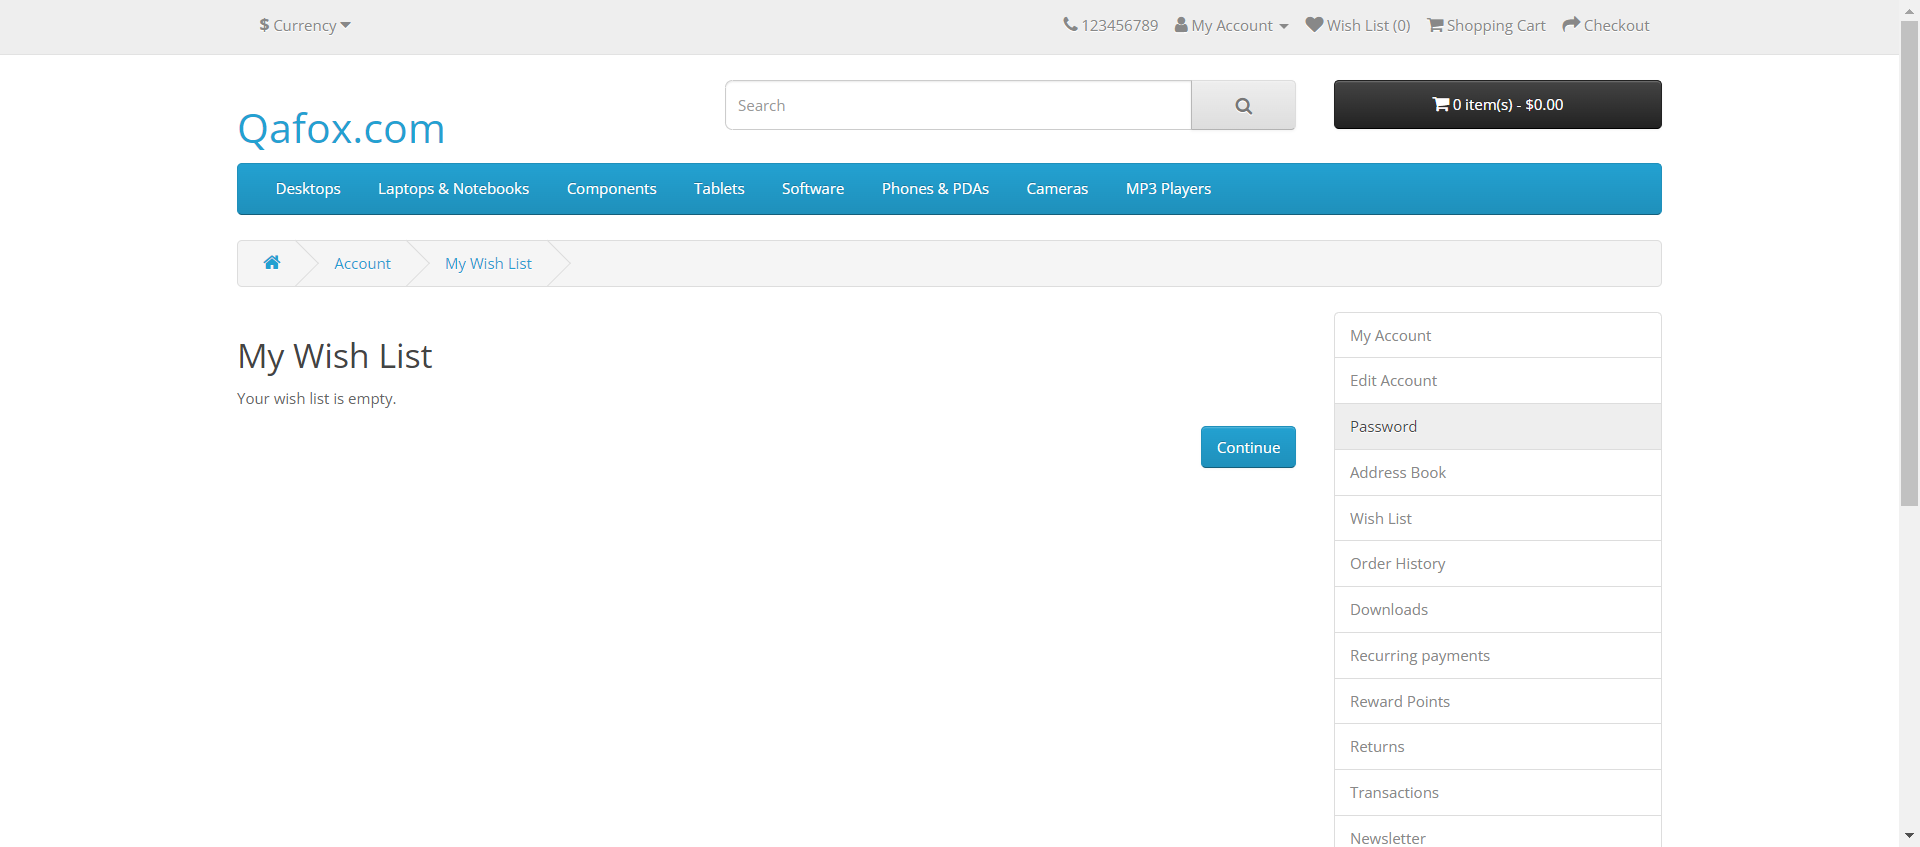 $ Currency
123456789 My Account Wish List (0) Shopping Cart Checkout
Qafox.com
Search
0 item(s) - $0.00
Desktops Laptops & Notebooks Components Tablets Software Phones & PDAs Cameras MP3 Players
Account My Wish List
My Wish List
Your wish list is empty.
Continue
My Account
Edit Account
Password
Address Book
Wish List
Order History
Downloads
Recurring payments
Reward Points
Returns
Transactions
Newsletter